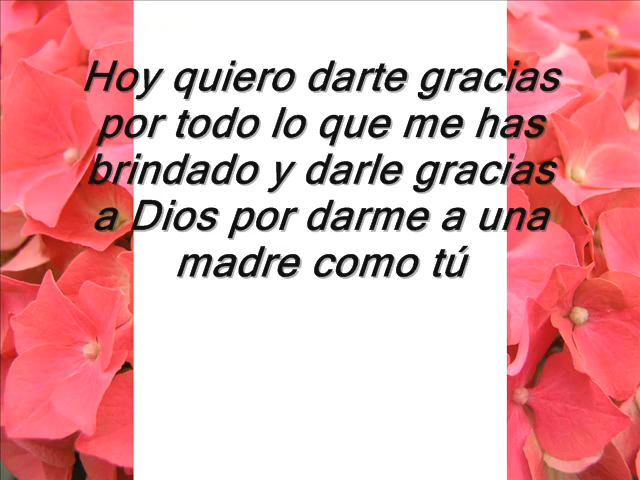 Hoy quiero darte gracias
por todo lo que me has
brindado y darle gracias
a Dios por darme a una
madre como tú